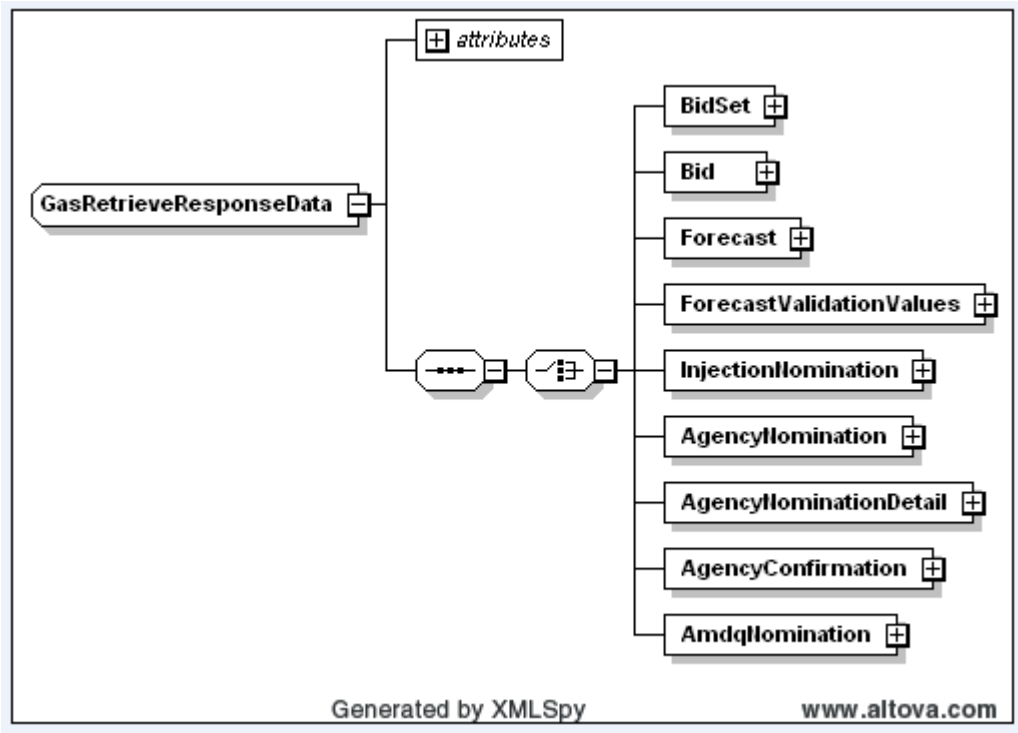 attributes
GasRetrieveResponseData
BidSet
Bid
Forecast
ForecastValidationValues
InjectionNomination
AgencyNomination
AgencyNominationDetail
AgencyConfirmation
AmdqNomination
Generated by XMLSpy
www.altova.com